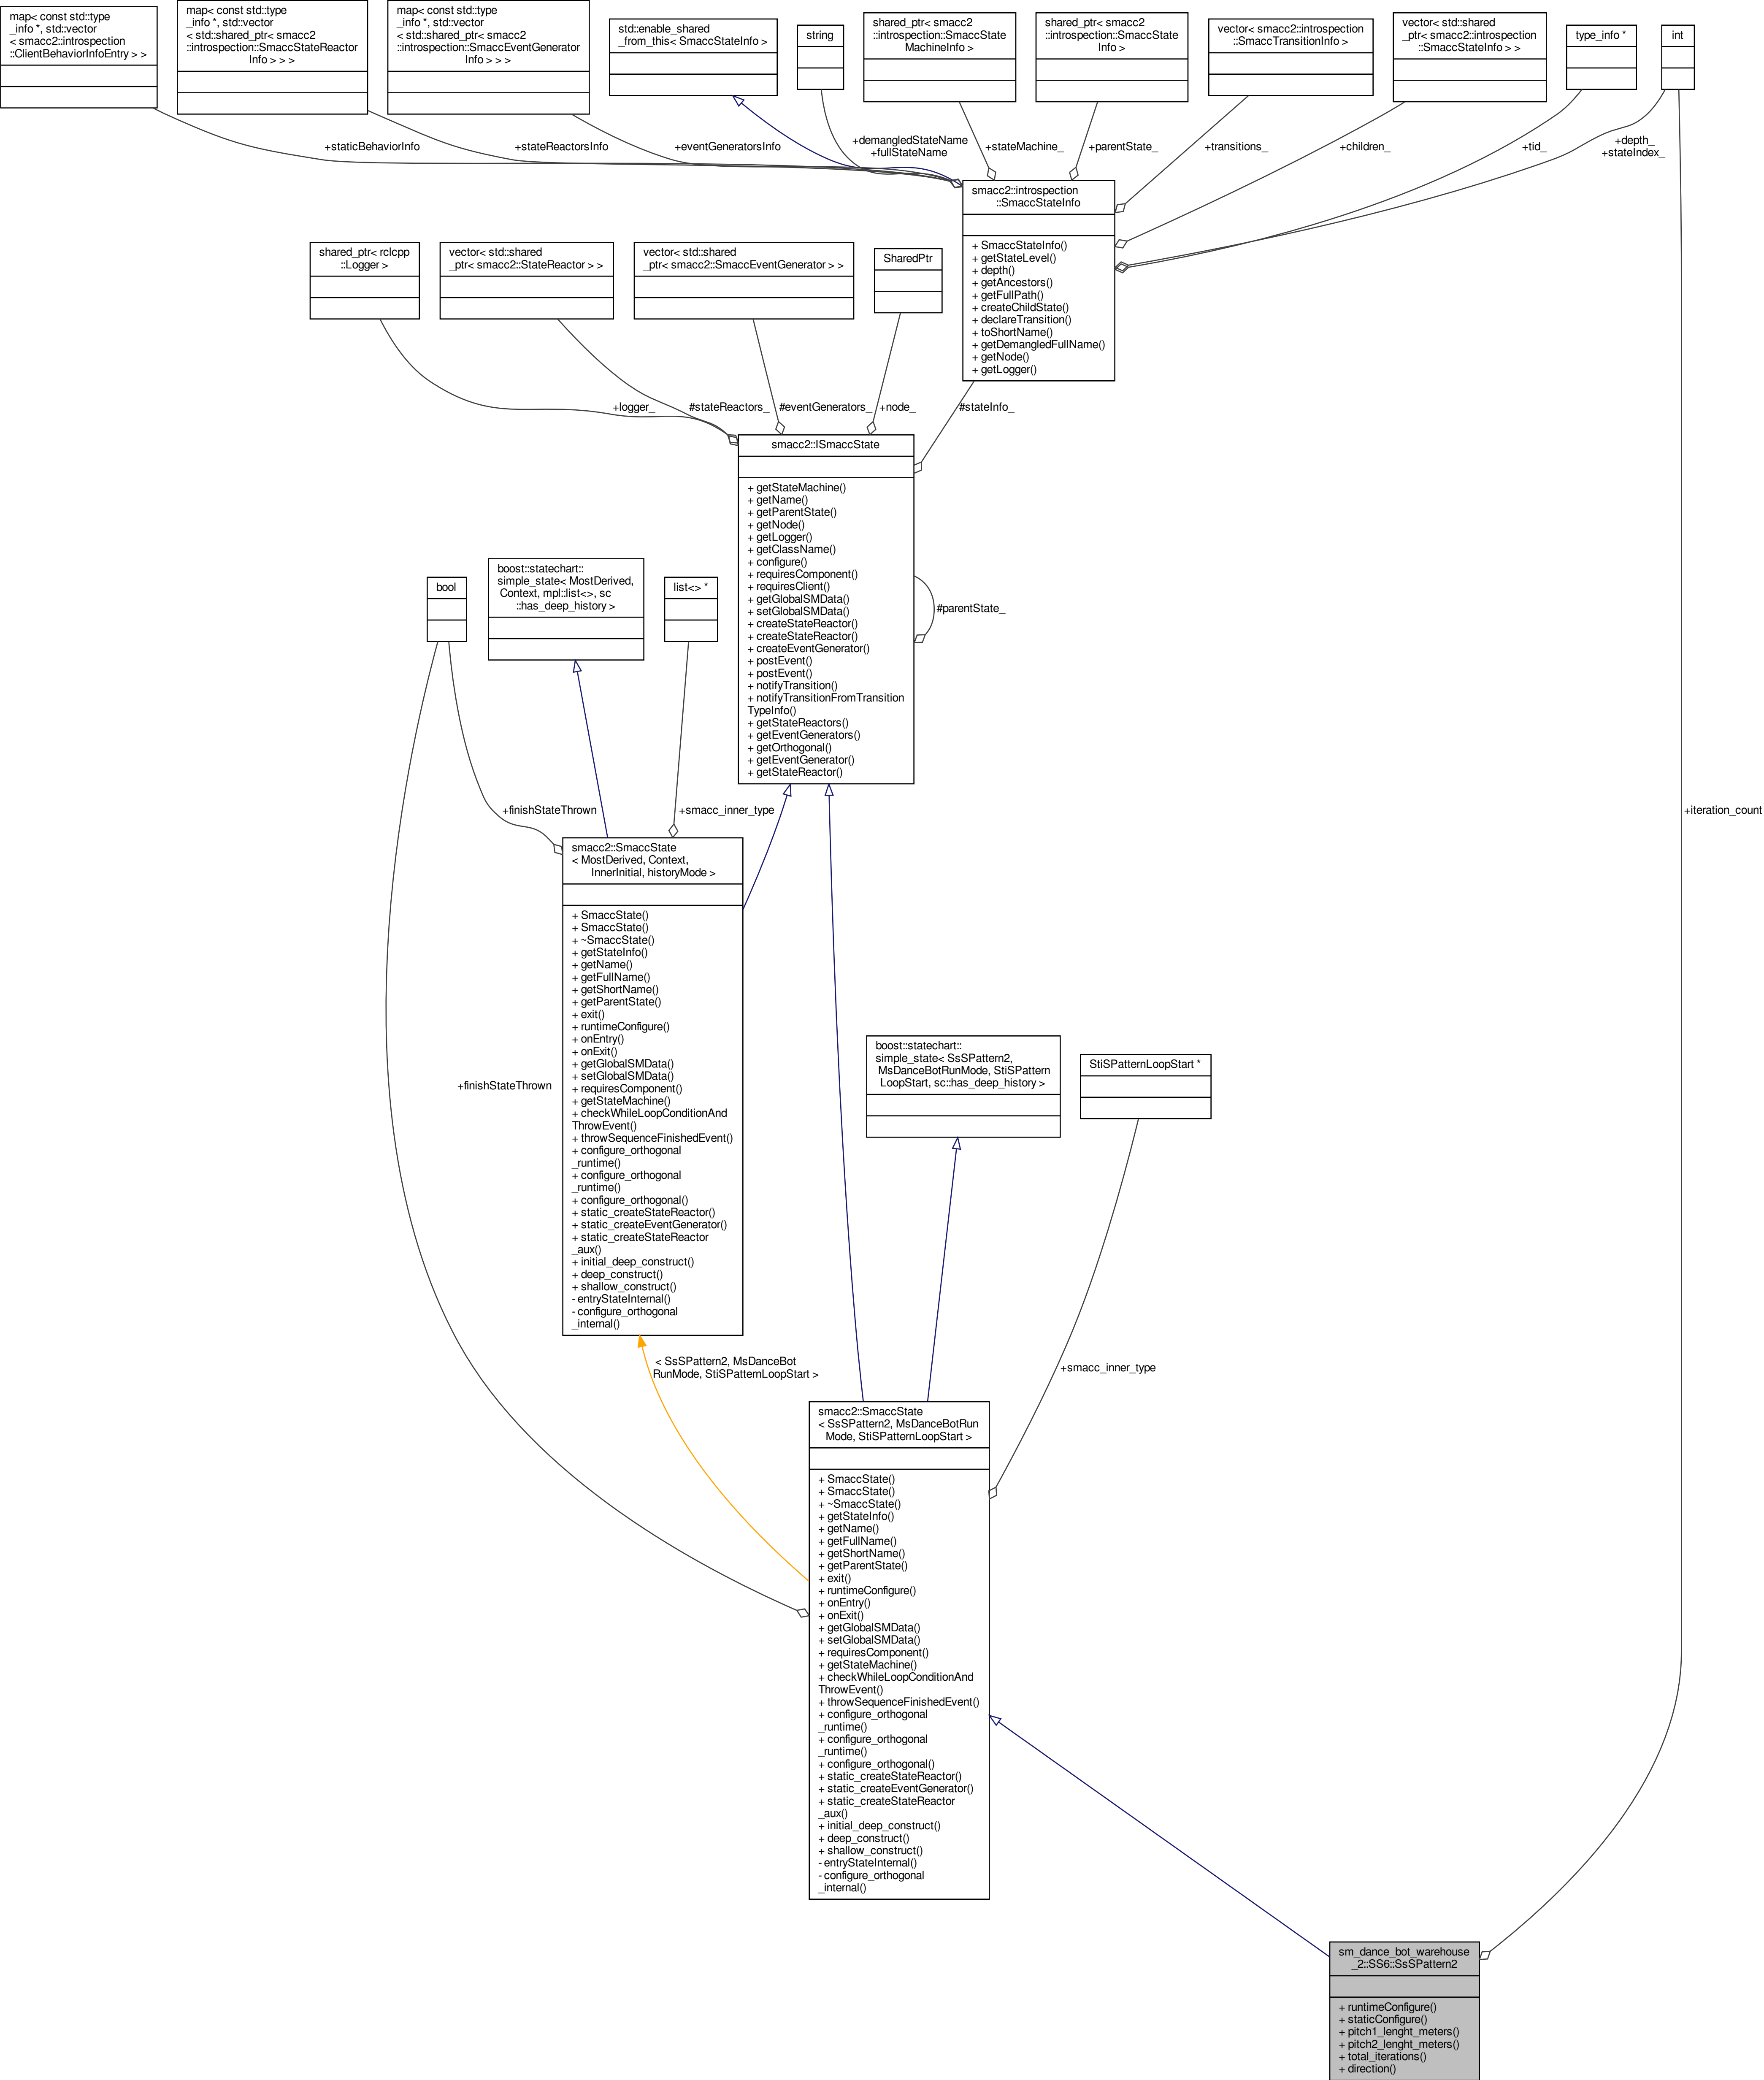 map< const std::type
_info *, std::vector
< smacc2::introspection
::ClientBehaviorInfoEntry > >
map< const std::type
_info *, std::vector
< std::shared_ptr< smacc2
::introspection::SmaccStateReactor
Info > > >
map< const std::type
_info *, std::vector
< std::shared_ptr< smacc2
::introspection::SmaccEventGenerator
Info > > >
std::enable_shared
_from_this< SmaccStateInfo >
string
shared_ptr< smacc2
::introspection::SmaccState
MachineInfo >
shared_ptr< smacc2
::introspection::SmaccState
Info >
vector< smacc2::introspection
::SmaccTransitionInfo >
vector< std::shared
_ptr< smacc2::introspection
::SmaccStateInfo > >
type_info *
int
+staticBehaviorInfo
+stateReactorsInfo
+eventGeneratorsInfo
+demangledStateName
+fullStateName
+stateMachine_
+parentState_
+transitions_
+children_
+tid_
+depth_
+stateIndex_
smacc2::introspection
::SmaccStateInfo
+ SmaccStateInfo()
+ getStateLevel()
+ depth()
+ getAncestors()
+ getFullPath()
+ createChildState()
+ declareTransition()
+ toShortName()
+ getDemangledFullName()
+ getNode()
+ getLogger()
shared_ptr< rclcpp
::Logger >
vector< std::shared
_ptr< smacc2::StateReactor > >
vector< std::shared
_ptr< smacc2::SmaccEventGenerator > >
SharedPtr
+logger_
#stateReactors_
#eventGenerators_
+node_
#stateInfo_
smacc2::ISmaccState
+ getStateMachine()
+ getName()
+ getParentState()
+ getNode()
+ getLogger()
+ getClassName()
+ configure()
+ requiresComponent()
+ requiresClient()
+ getGlobalSMData()
+ setGlobalSMData()
+ createStateReactor()
+ createStateReactor()
+ createEventGenerator()
+ postEvent()
+ postEvent()
+ notifyTransition()
+ notifyTransitionFromTransition
TypeInfo()
+ getStateReactors()
+ getEventGenerators()
+ getOrthogonal()
+ getEventGenerator()
+ getStateReactor()
#parentState_
bool
boost::statechart::
simple_state< MostDerived,
Context, mpl::list<>, sc
::has_deep_history >
list<> *
+finishStateThrown
+smacc_inner_type
+iteration_count
smacc2::SmaccState
< MostDerived, Context,
InnerInitial, historyMode >
+ SmaccState()
+ SmaccState()
+ ~SmaccState()
+ getStateInfo()
+ getName()
+ getFullName()
+ getShortName()
+ getParentState()
+ exit()
+ runtimeConfigure()
+ onEntry()
+ onExit()
+ getGlobalSMData()
+ setGlobalSMData()
+ requiresComponent()
+ getStateMachine()
+ checkWhileLoopConditionAnd
ThrowEvent()
+ throwSequenceFinishedEvent()
+ configure_orthogonal
_runtime()
+ configure_orthogonal
_runtime()
+ configure_orthogonal()
+ static_createStateReactor()
+ static_createEventGenerator()
+ static_createStateReactor
_aux()
+ initial_deep_construct()
+ deep_construct()
+ shallow_construct()
- entryStateInternal()
- configure_orthogonal
_internal()
+finishStateThrown
boost::statechart::
simple_state< SsSPattern2,
MsDanceBotRunMode, StiSPattern
LoopStart, sc::has_deep_history >
StiSPatternLoopStart *
< SsSPattern2, MsDanceBot
RunMode, StiSPatternLoopStart >
+smacc_inner_type
smacc2::SmaccState
< SsSPattern2, MsDanceBotRun
Mode, StiSPatternLoopStart >
+ SmaccState()
+ SmaccState()
+ ~SmaccState()
+ getStateInfo()
+ getName()
+ getFullName()
+ getShortName()
+ getParentState()
+ exit()
+ runtimeConfigure()
+ onEntry()
+ onExit()
+ getGlobalSMData()
+ setGlobalSMData()
+ requiresComponent()
+ getStateMachine()
+ checkWhileLoopConditionAnd
ThrowEvent()
+ throwSequenceFinishedEvent()
+ configure_orthogonal
_runtime()
+ configure_orthogonal
_runtime()
+ configure_orthogonal()
+ static_createStateReactor()
+ static_createEventGenerator()
+ static_createStateReactor
_aux()
+ initial_deep_construct()
+ deep_construct()
+ shallow_construct()
- entryStateInternal()
- configure_orthogonal
_internal()
sm_dance_bot_warehouse
_2::SS6::SsSPattern2
+ runtimeConfigure()
+ staticConfigure()
+ pitch1_lenght_meters()
+ pitch2_lenght_meters()
+ total_iterations()
+ direction()